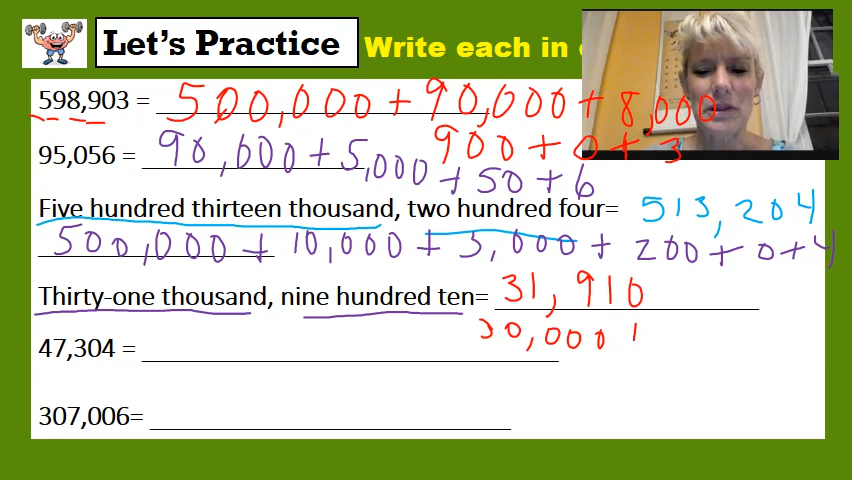 Let's Practice
Write each in
598,903 = 500,000 + 90,000 + 8,000
900 + 0 + 3
95,056 = 90,000 + 5,000
+ 50 + 6
Five hundred thirteen thousand, two hundred four= 513,204
500,000 + 10,000 + 3,000 + 200 + 0 + 4
Thirty-one thousand, nine hundred ten= 31,910
30,000
47,304 =
307,006=